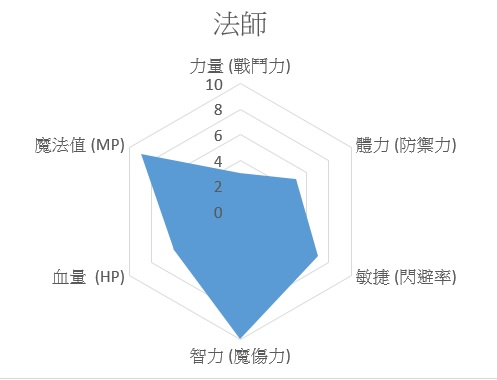 法師
力量 (戰鬥力)
10
8
6
4
2
0
魔法值 (MP)
體力 (防禦力)
血量  (HP)
敏捷 (閃避率)
智力 (魔傷力)